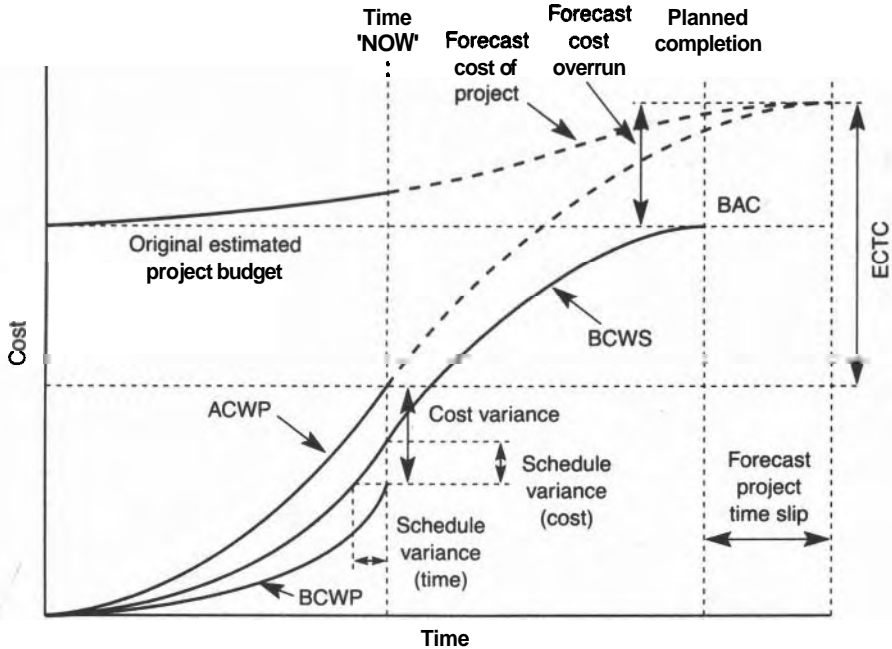 Time
'NOW'
Forecast
cost of
project
Forecast
cost
overrun
Planned
completion
BAC
Original estimated
project budget
ECTC
BCWS
Cost
ACWP
Cost variance
Schedule
variance
(cost)
Forecast
project
time slip
Schedule
variance
(time)
BCWP
Time